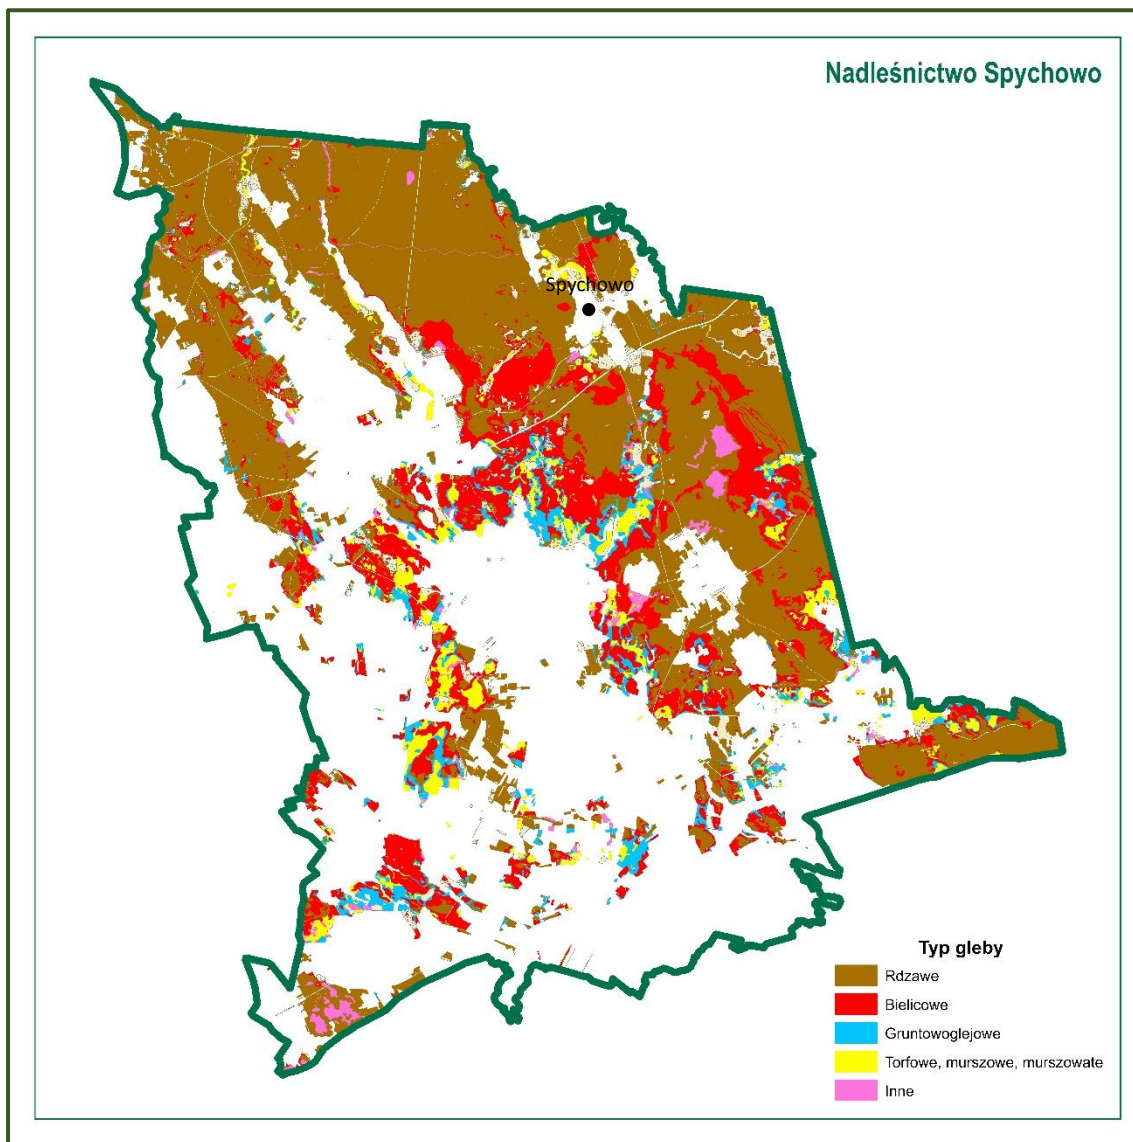 Nadleśnictwo Spychowo
Spychowo
Typ gleby
Rdzawe
Bielicowe
Gruntowoglejowe
Torfowe, murszowe, murszowate
Inne